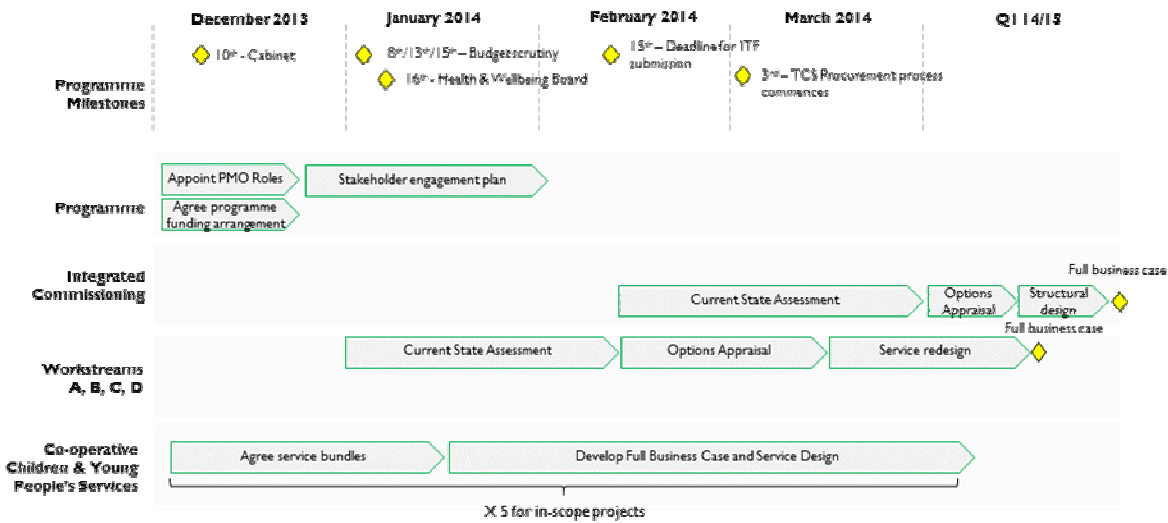 December 2013
January 2014
February 2014
March 2014
Q1 14/15
Programme
Milestones
10th - Cabinet
8th/13th/15th – Budget scrutiny
16th - Health & Wellbeing Board
15th – Deadline for ITF
submission
3rd – TCS Procurement process
commences
Programme
Appoint PMO Roles
Stakeholder engagement plan
Agree programme
funding arrangement
Integrated
Commissioning
Current State Assessment
Options
Appraisal
Structural
design
Full business case
Workstreams
A, B, C, D
Current State Assessment
Options Appraisal
Service redesign
Full business case
Co-operative
Children & Young
People's Services
Agree service bundles
Develop Full Business Case and Service Design
X 5 for in-scope projects